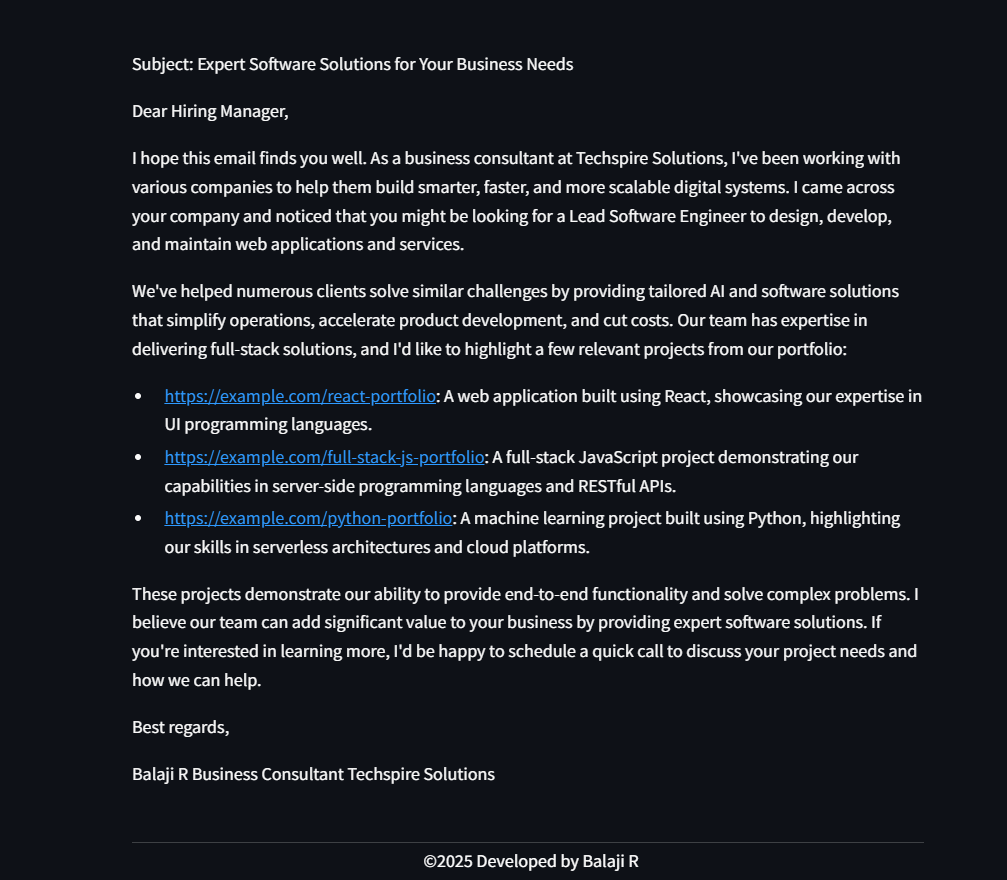 Subject: Expert Software Solutions for Your Business Needs
Dear Hiring Manager,
I hope this email finds you well. As a business consultant at Techspire Solutions, I've been working with
various companies to help them build smarter, faster, and more scalable digital systems. I came across
your company and noticed that you might be looking for a Lead Software Engineer to design, develop,
and maintain web applications and services.
We've helped numerous clients solve similar challenges by providing tailored AI and software solutions
that simplify operations, accelerate product development, and cut costs. Our team has expertise in
delivering full-stack solutions, and I'd like to highlight a few relevant projects from our portfolio:
• https://example.com/react-portfolio: A web application built using React, showcasing our expertise in
UI programming languages.
• https://example.com/full-stack-js-portfolio: A full-stack JavaScript project demonstrating our
capabilities in server-side programming languages and RESTful APIs.
• https://example.com/python-portfolio: A machine learning project built using Python, highlighting
our skills in serverless architectures and cloud platforms.
These projects demonstrate our ability to provide end-to-end functionality and solve complex problems. I
believe our team can add significant value to your business by providing expert software solutions. If
you're interested in learning more, I'd be happy to schedule a quick call to discuss your project needs and
how we can help.
Best regards,
Balaji R Business Consultant Techspire Solutions
©2025 Developed by Balaji R